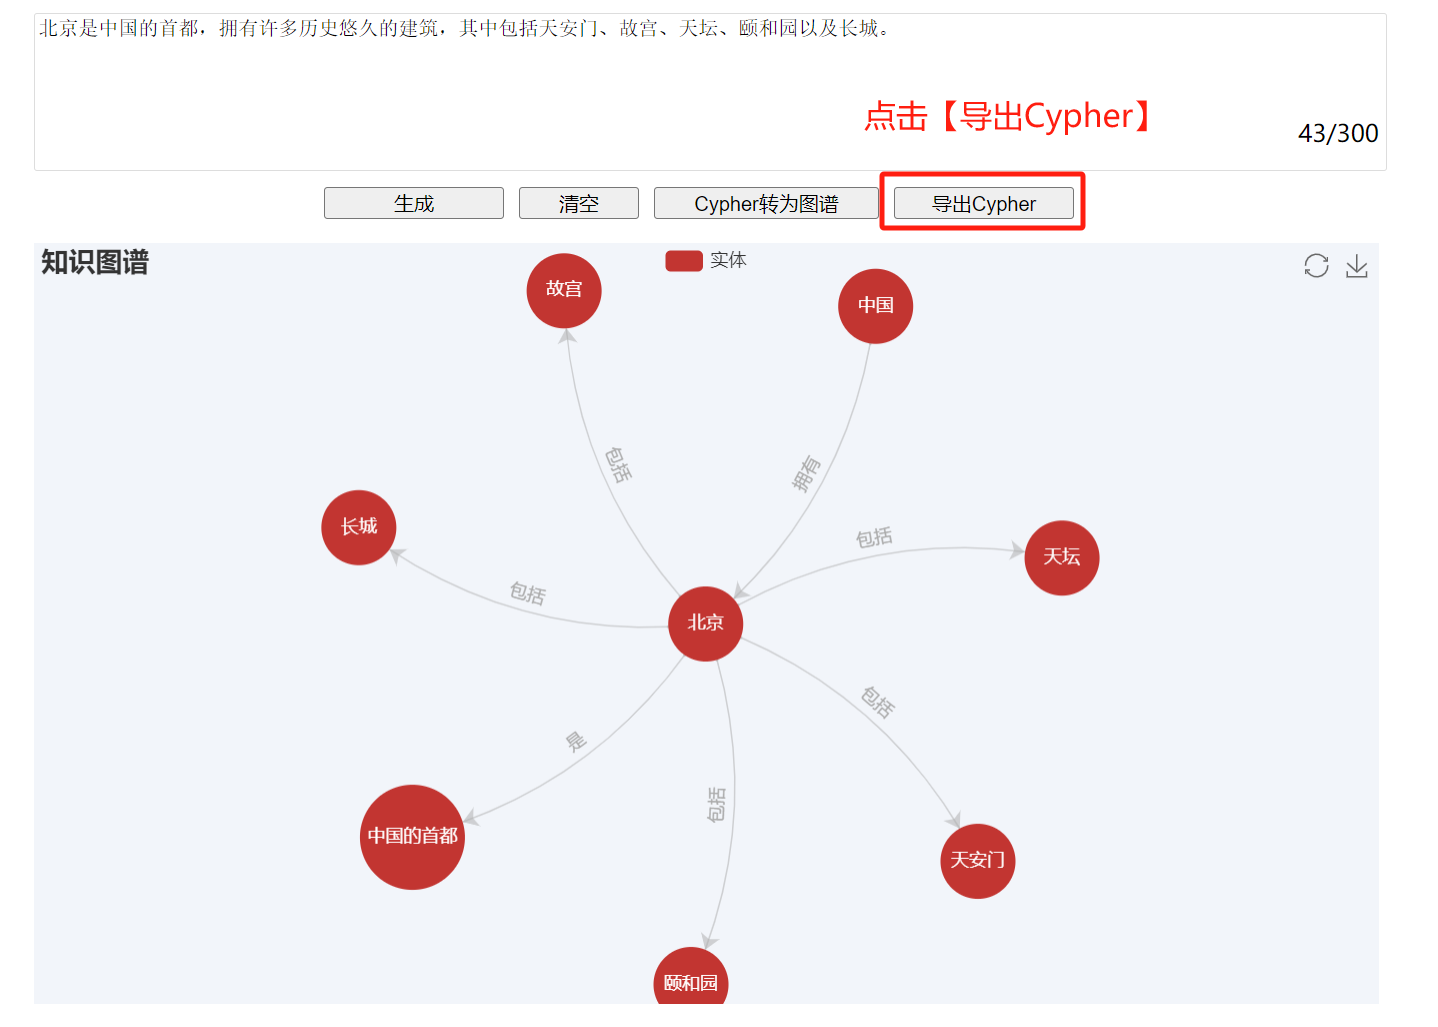 北京是中国的首都，拥有许多历史悠久的建筑，其中包括天安门、故宫、天坛、颐和园以及长城。
点击【导出Cypher】
43/300
生成
清空
Cypher转为图谱
导出Cypher
知识图谱
实体
故宫
中国
包括
拥有
长城
包括
天坛
包括
北京
是
包括
包括
中国的首都
天安门
颐和园